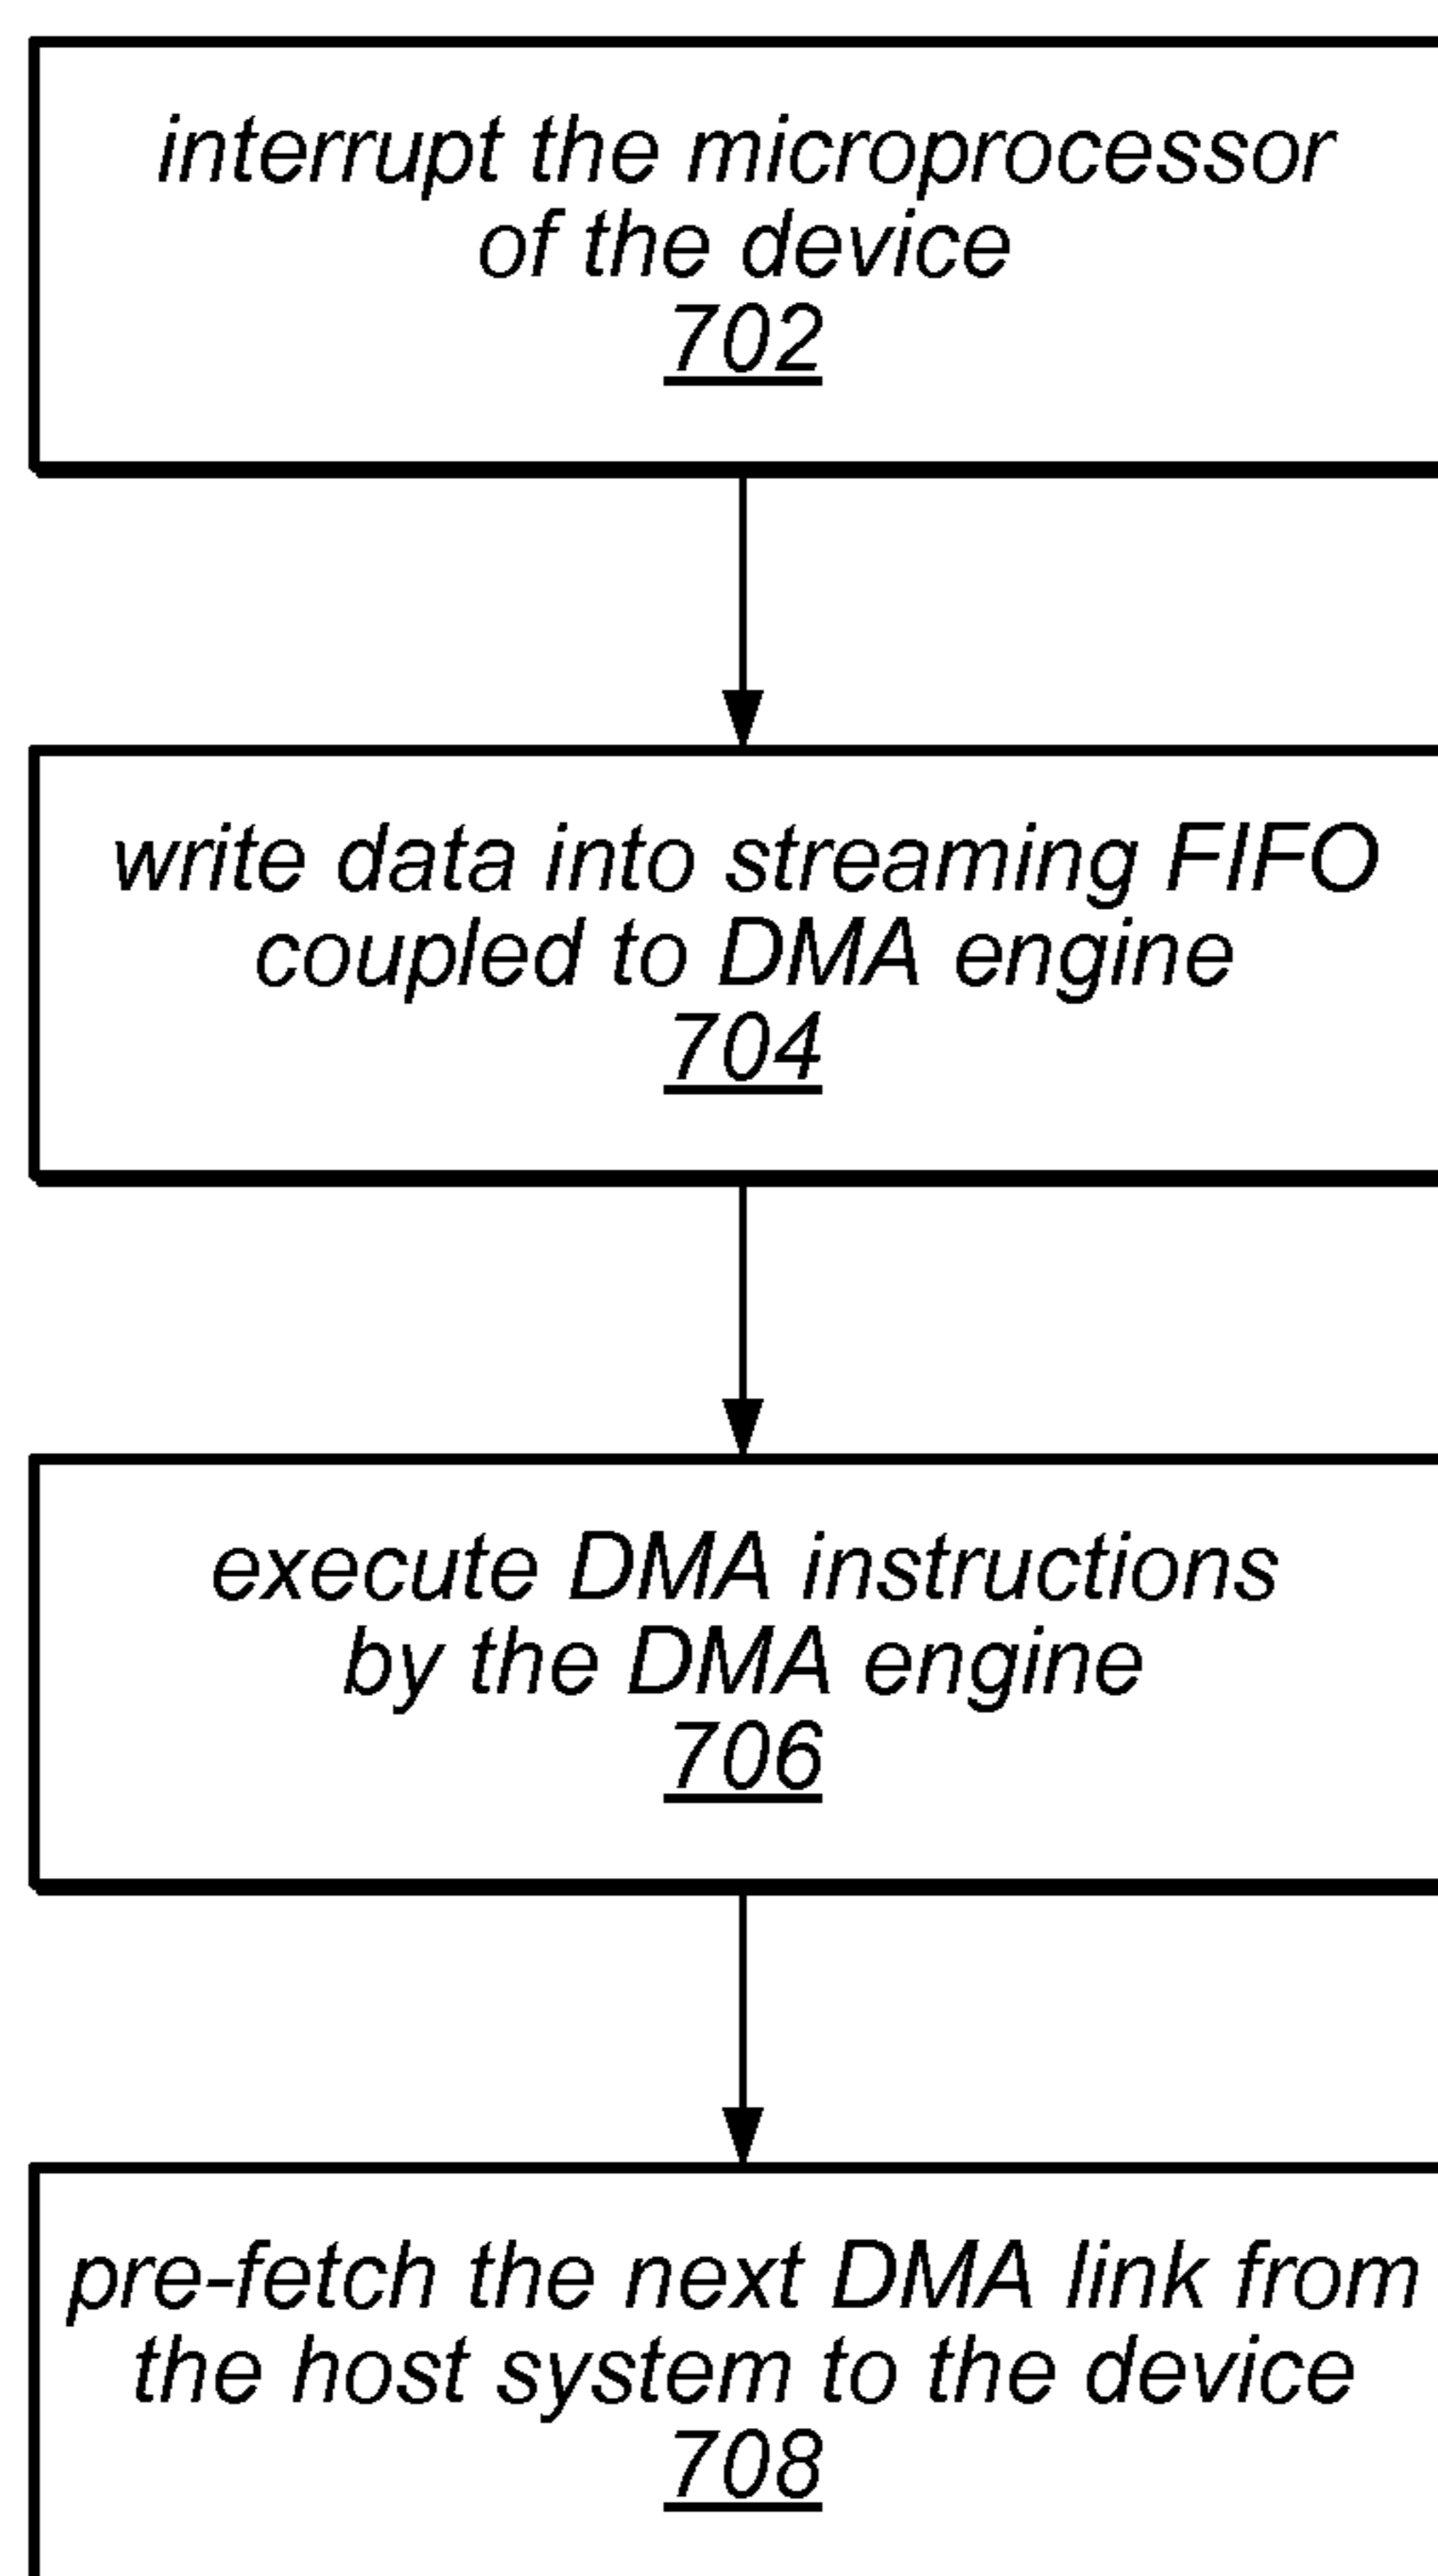 interrupt the microprocessor
of the device
702
write data into streaming FIFO
coupled to DMA engine
704
execute DMA instructions
by the DMA engine
706
pre-fetch the next DMA link from
the host system to the device
708